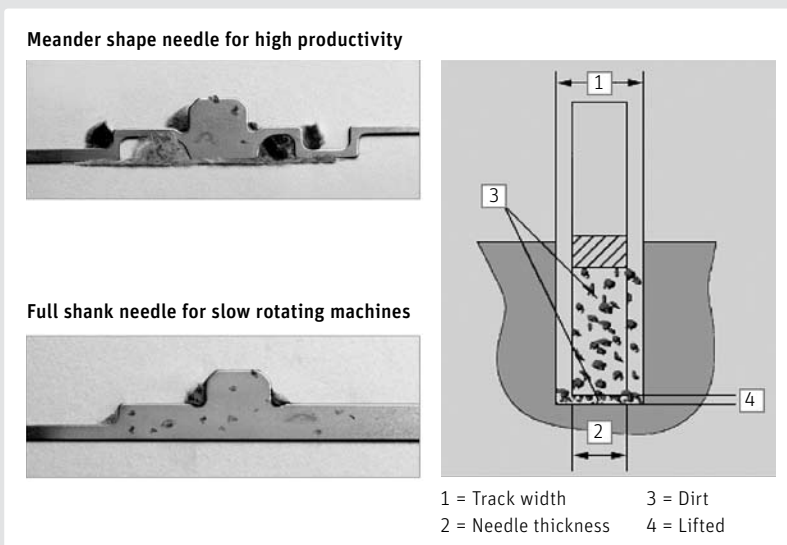 Meander shape needle for high productivity
Full shank needle for slow rotating machines
1
3
4
2
1 = Track width
2 = Needle thickness
3 = Dirt
4 = Lifted